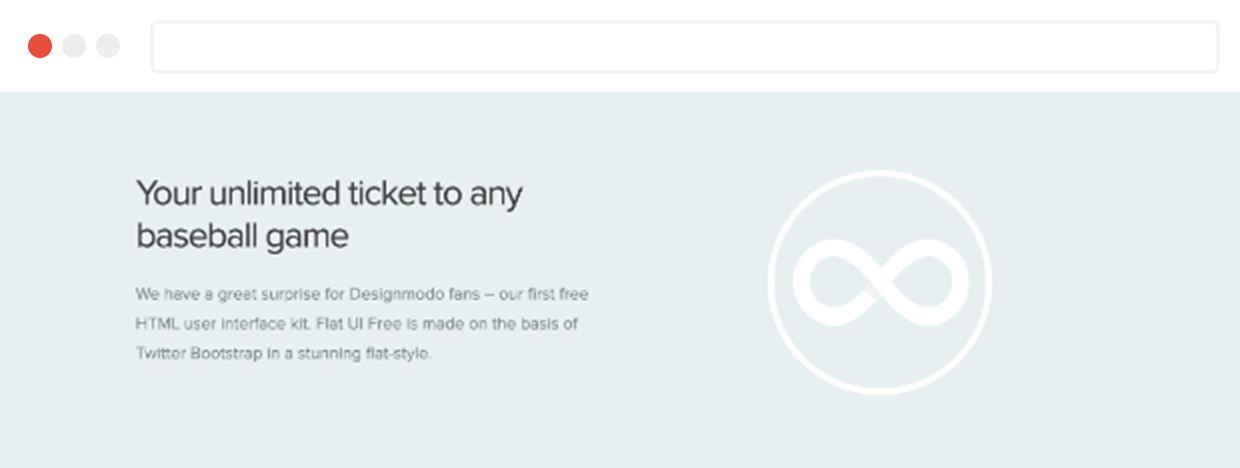 Your unlimited ticket to any
baseball game
We have a great surprise for Designmodo fans – our first free
HTML user interface kit. Flat UI Free is made on the basis of
Twitter Bootstrap in a stunning flat-style.